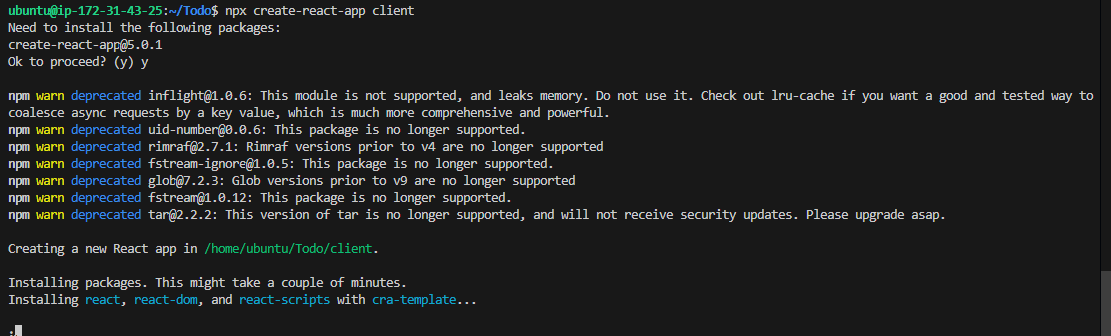 ubuntu@ip-172-31-43-25:~/Todo$ npx create-react-app client
Need to install the following packages:
create-react-app@5.0.1
Ok to proceed? (y) y
npm warn deprecated inflight@1.0.6: This module is not supported, and leaks memory. Do not use it. Check out lru-cache if you want a good and tested way to
coalesce async requests by a key value, which is much more comprehensive and powerful.
npm warn deprecated uid-number@0.0.6: This package is no longer supported.
npm warn deprecated rimraf@2.7.1: Rimraf versions prior to v4 are no longer supported
npm warn deprecated fstream-ignore@1.0.5: This package is no longer supported.
npm warn deprecated glob@7.2.3: Glob versions prior to v9 are no longer supported
npm warn deprecated fstream@1.0.12: This package is no longer supported.
npm warn deprecated tar@2.2.2: This version of tar is no longer supported, and will not receive security updates. Please upgrade asap.
Creating a new React app in /home/ubuntu/Todo/client.
Installing packages. This might take a couple of minutes.
Installing react, react-dom, and react-scripts with cra-template...